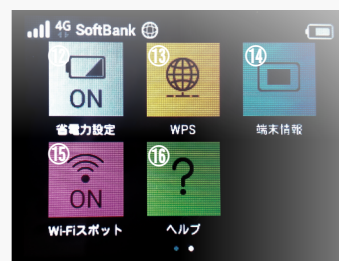 4G SoftBank
⑫ ⑬ ⑭
ON
省電力設定 WPS 端末情報
⑮ ⑯
ON ?
Wi-Fiスポット ヘルプ